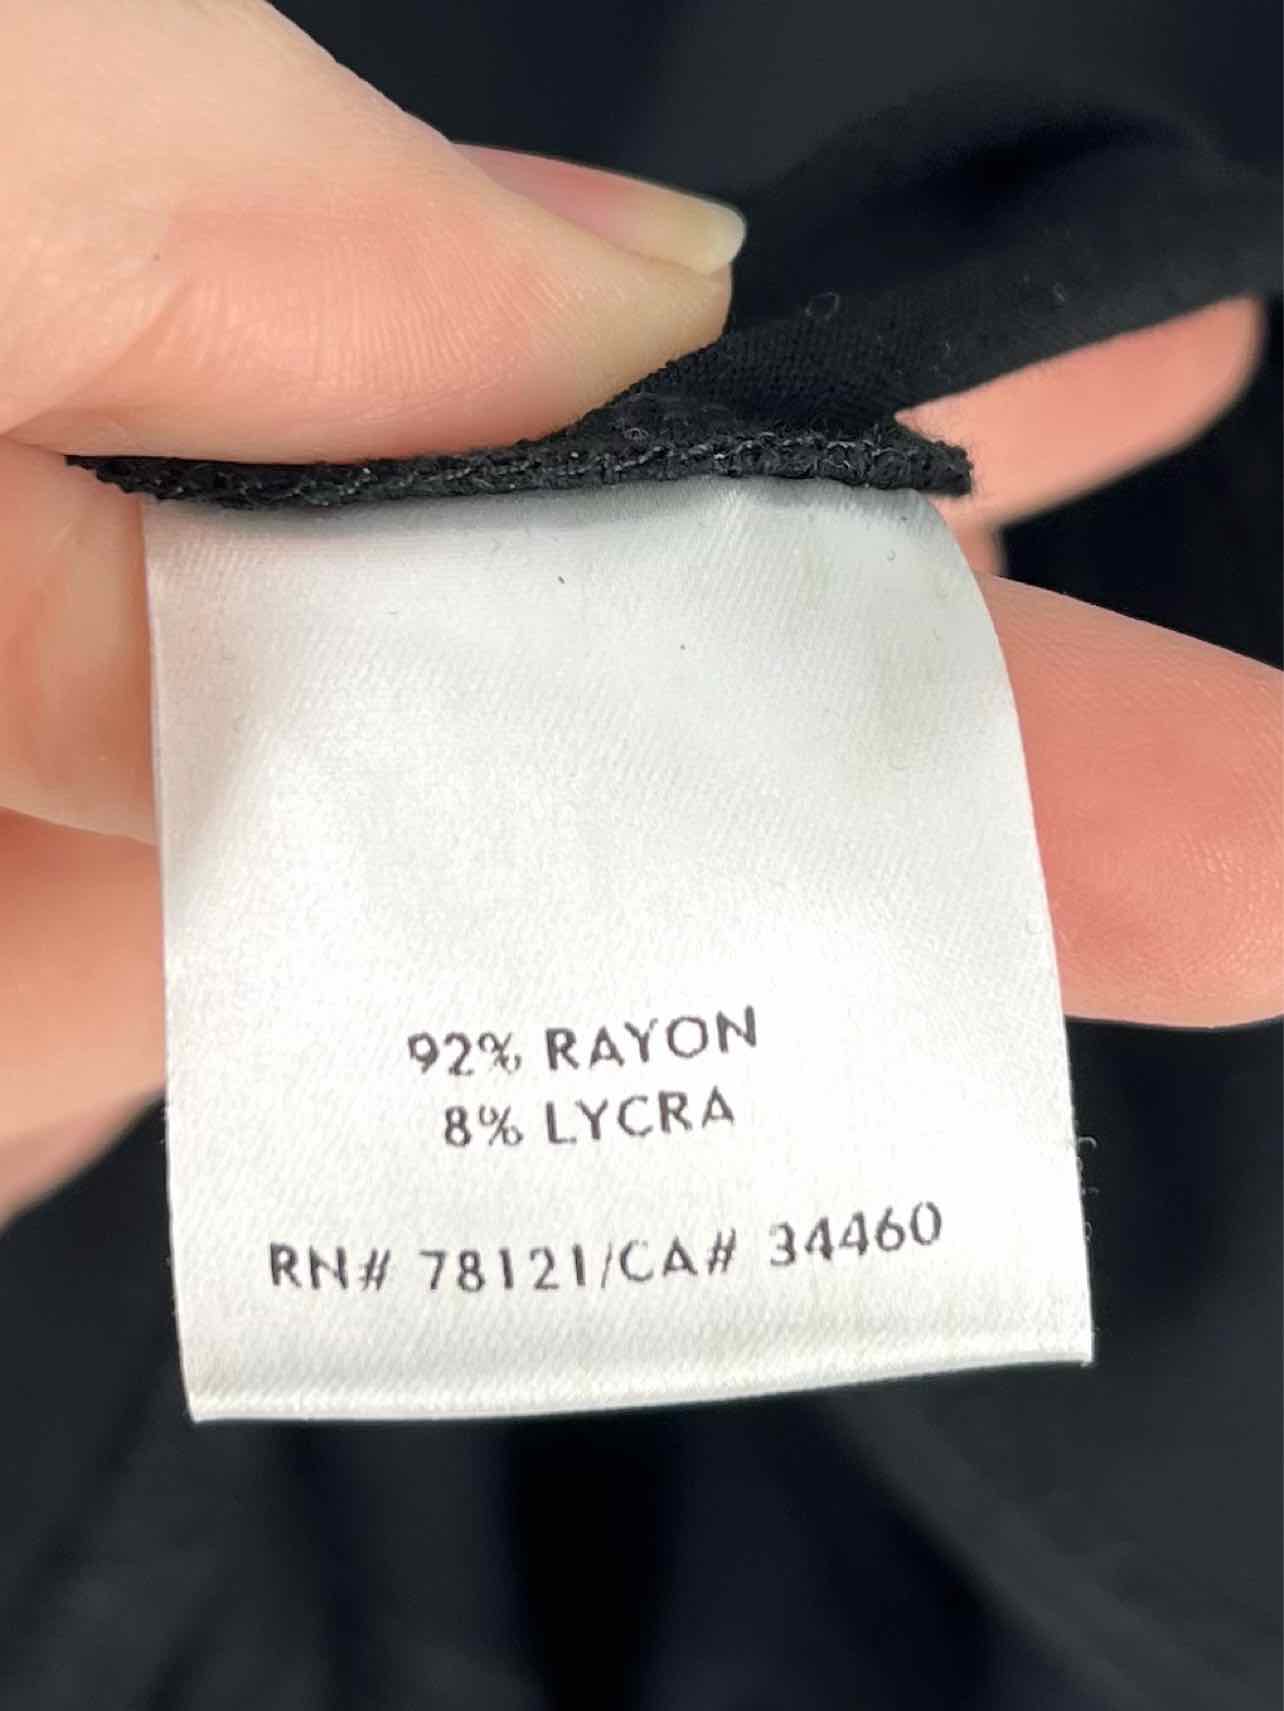 92% RAYON
8% LYCRA
RN# 78121/CA# 34460